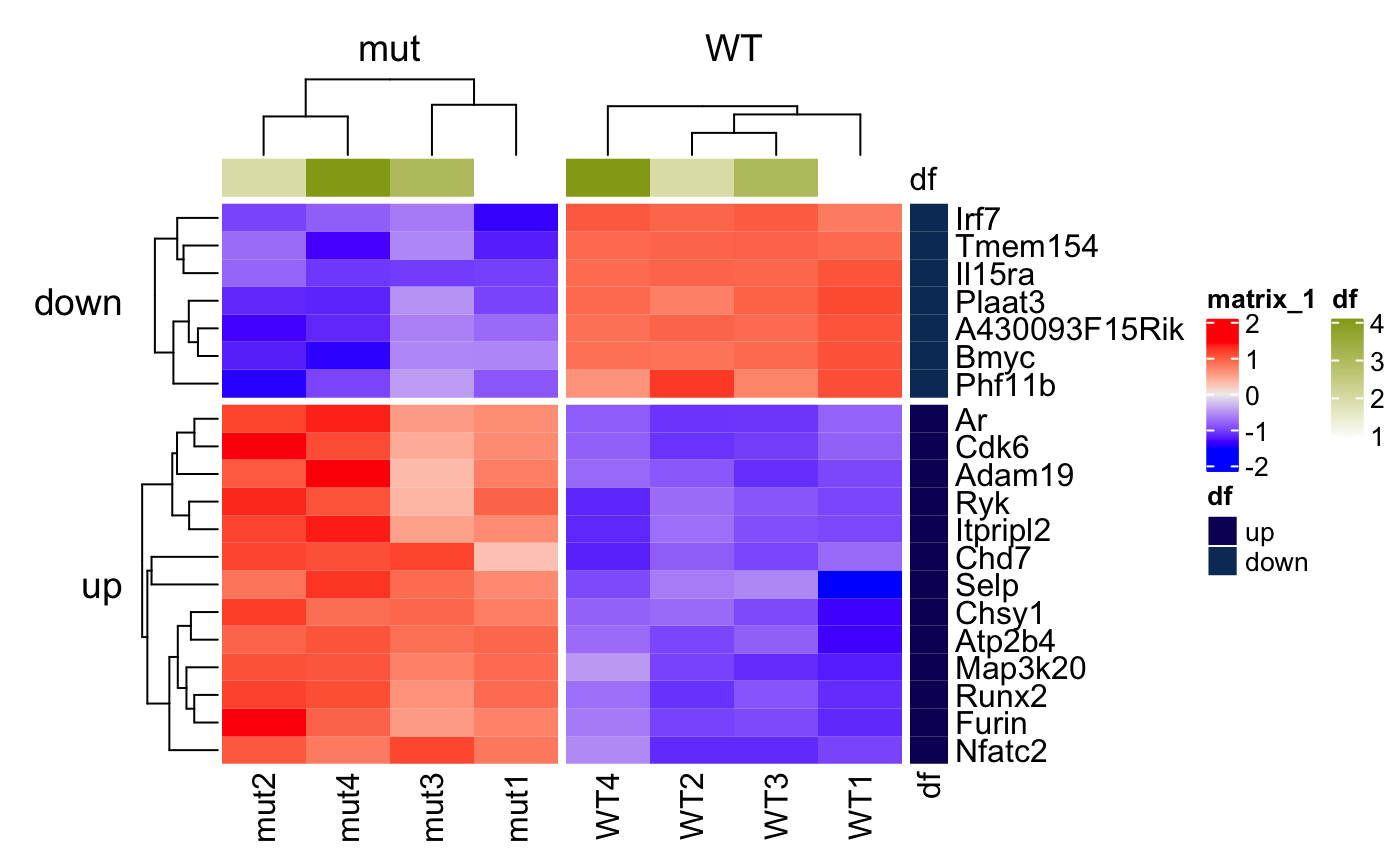 mut
WT
df
down
up
Irf7
Tmem154
Il15ra
Plaat3
A430093F15Rik
Bmyc
Phf11b
Ar
Cdk6
Adam19
Ryk
Itpripl2
Chd7
Selp
Chsy1
Atp2b4
Map3k20
Runx2
Furin
Nfatc2
mut2
mut4
mut3
mut1
WT4
WT2
WT3
WT1
df
matrix_1
2
1
0
-1
-2
df
4
3
2
1
df
up
down